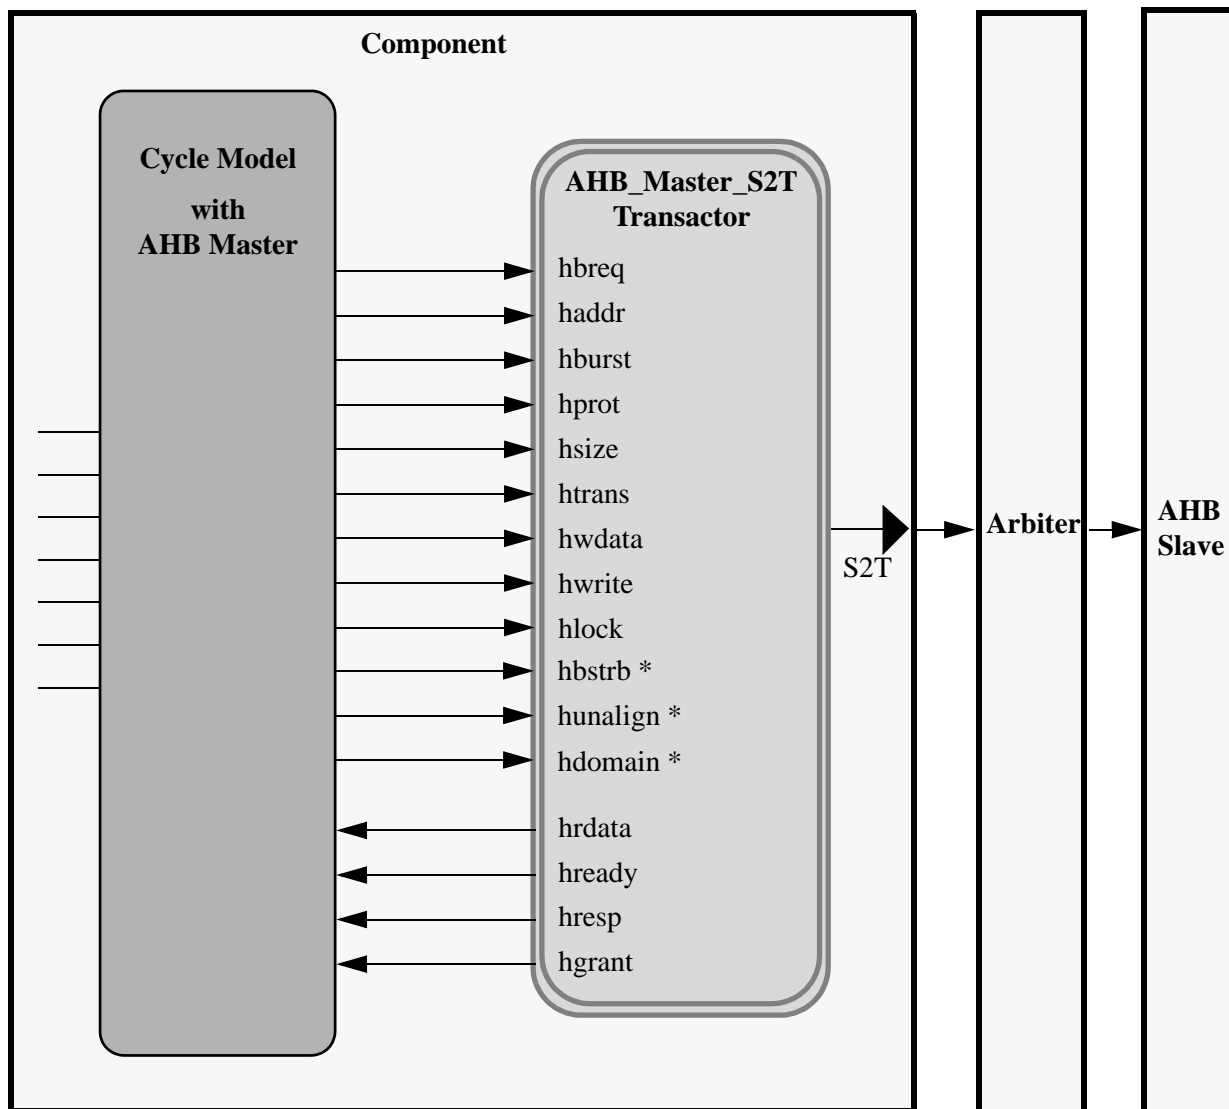 Component
Cycle Model
with
AHB Master
AHB_Master_S2T
Transactor
hbreq
haddr
hburst
hprot
hsize
htrans
hwdata
hwrite
hlock
hbstrb *
hunalign *
hdomain *
hrdata
hready
hresp
hgrant
S2T
Arbiter
AHB
Slave